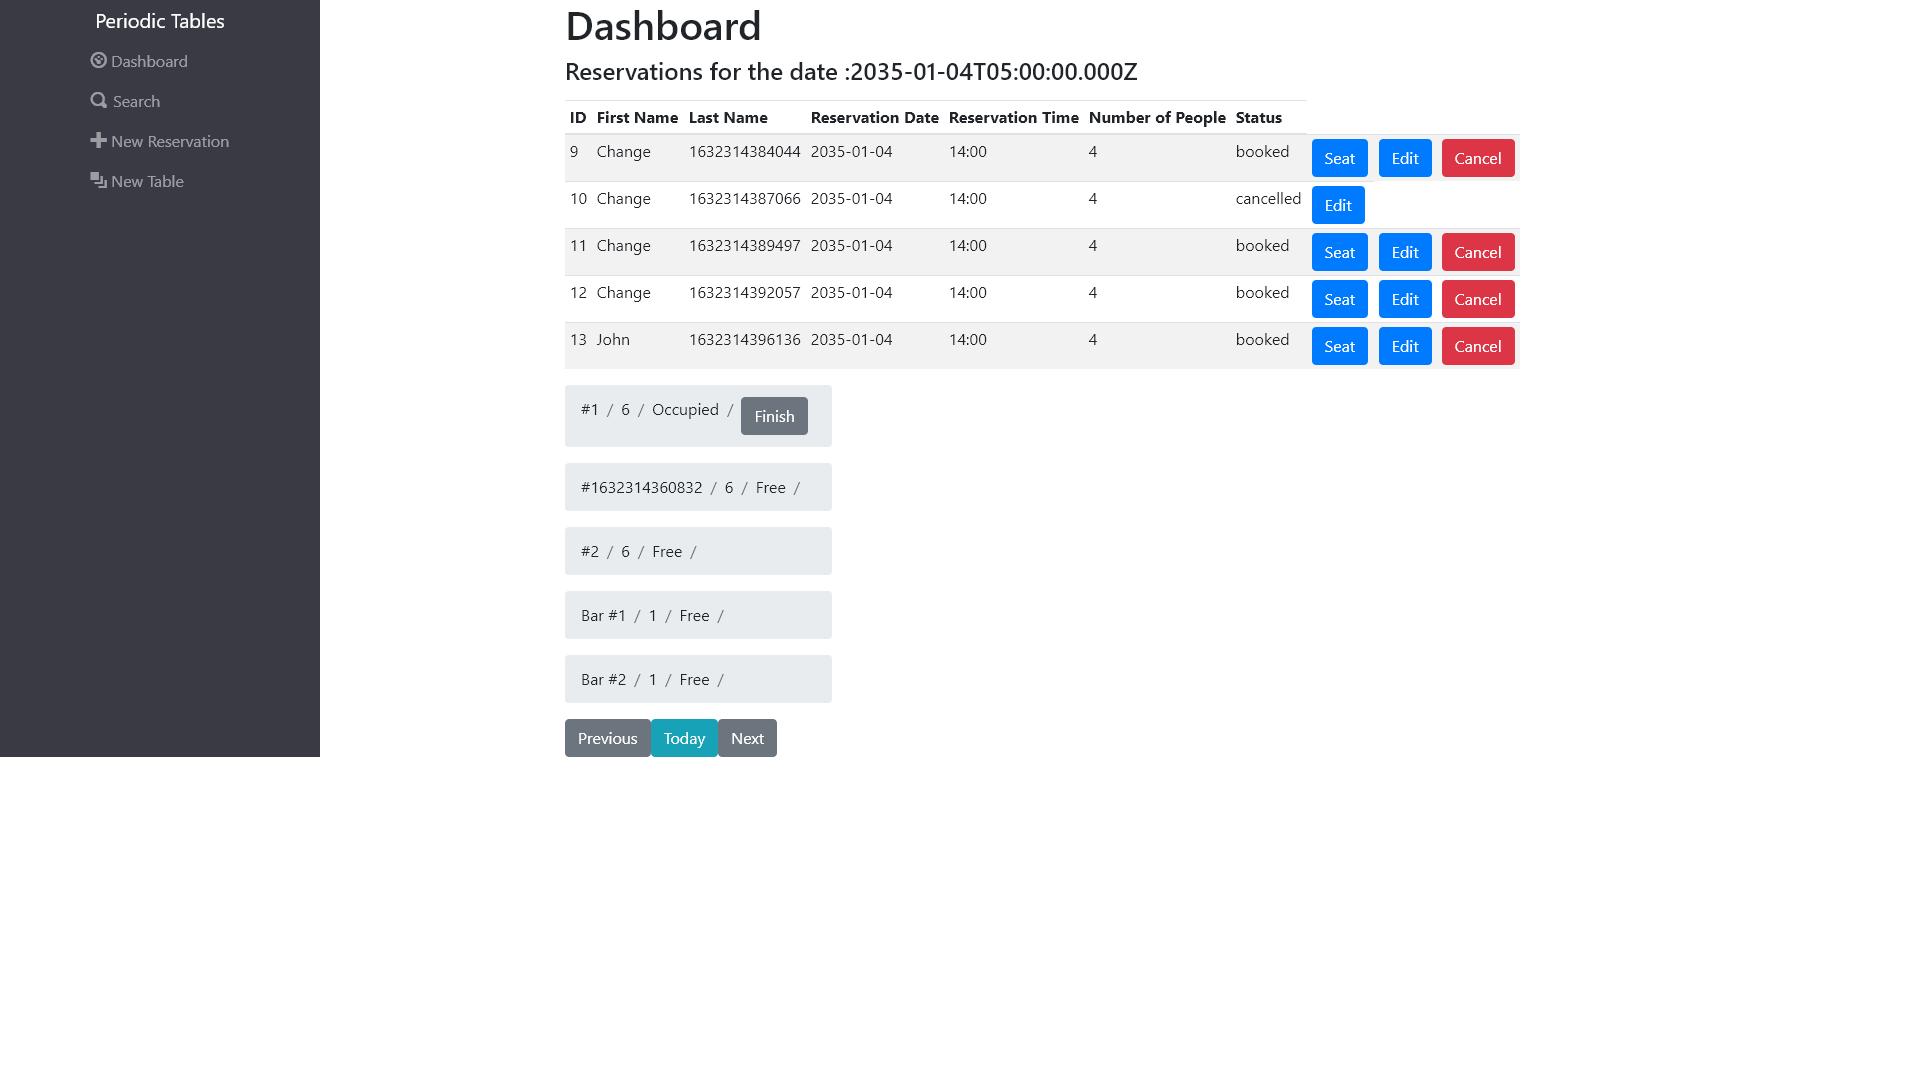 Periodic Tables
Dashboard
Search
New Reservation
New Table
Dashboard
Reservations for the date :2035-01-04T05:00:00.000Z
ID First Name Last Name Reservation Date Reservation Time Number of People Status
9 Change 1632314384044 2035-01-04 14:00 4 booked Seat Edit Cancel
10 Change 1632314387066 2035-01-04 14:00 4 cancelled Edit
11 Change 1632314389497 2035-01-04 14:00 4 booked Seat Edit Cancel
12 Change 1632314392057 2035-01-04 14:00 4 booked Seat Edit Cancel
13 John 1632314396136 2035-01-04 14:00 4 booked Seat Edit Cancel
#1 / 6 / Occupied / Finish
#1632314360832 / 6 / Free /
#2 / 6 / Free /
Bar #1 / 1 / Free /
Bar #2 / 1 / Free /
Previous Today Next